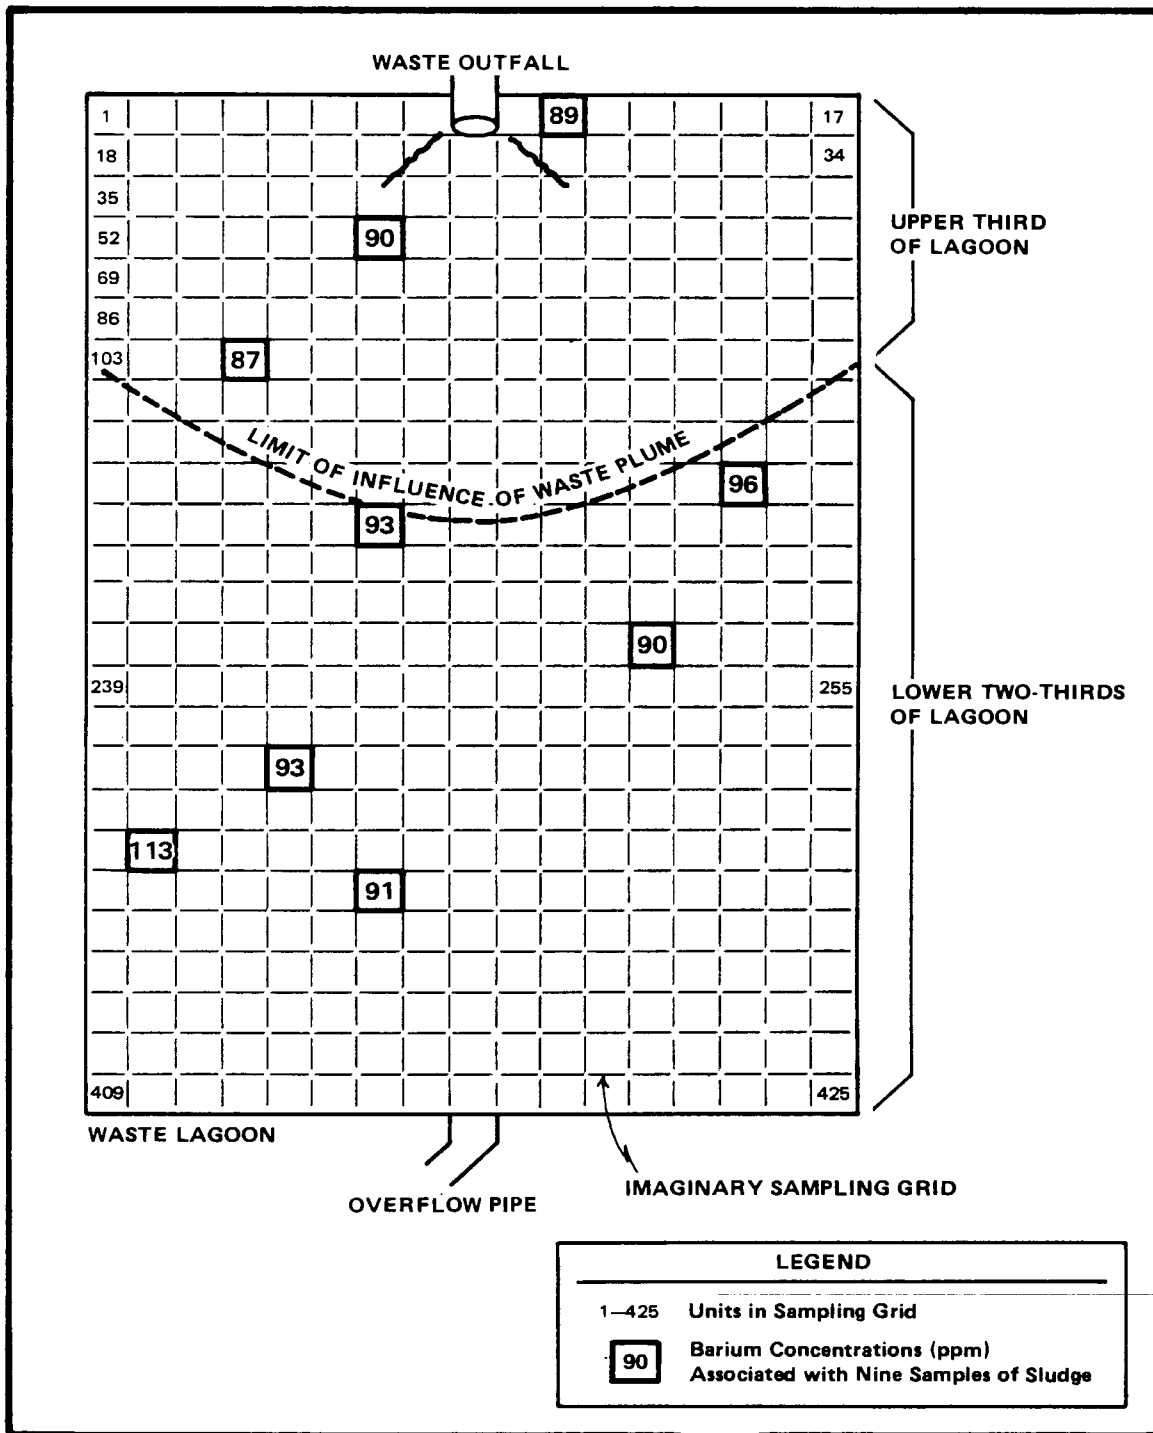 WASTE OUTFALL
1 89 17
18 34
35
52 90
UPPER THIRD
OF LAGOON
69
86
103 87
LIMIT OF INFLUENCE OF WASTE PLUME
96
93
90
239 255
LOWER TWO-THIRDS
OF LAGOON
93
113
91
409 425
WASTE LAGOON
OVERFLOW PIPE
IMAGINARY SAMPLING GRID
LEGEND
1–425 Units in Sampling Grid
90 Barium Concentrations (ppm)
Associated with Nine Samples of Sludge